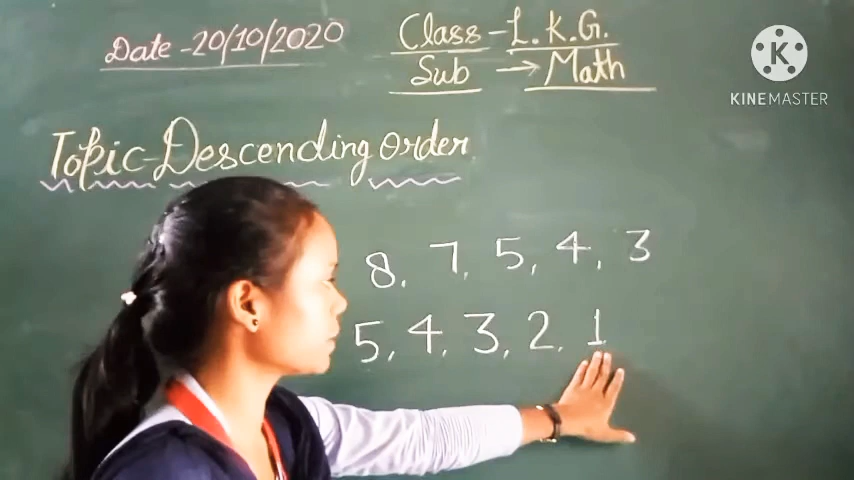 Date -20/10/2020
Class - L.K.G.
Sub → Math
KINEMASTER
Topic - Descending order
8, 7, 5, 4, 3
5, 4, 3, 2, 1